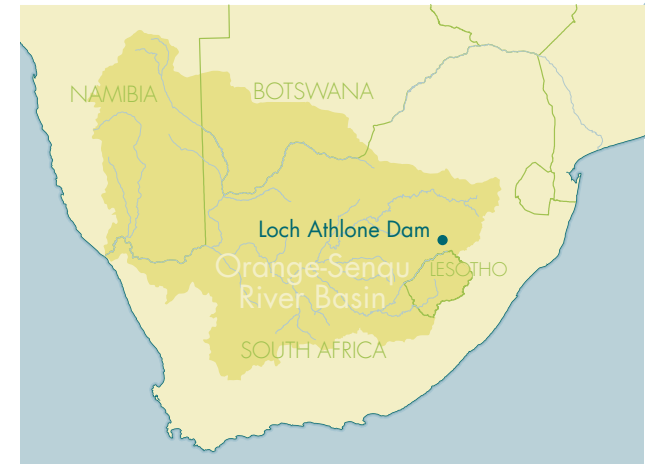 NAMIBIA
BOTSWANA
Loch Athlone Dam
Orange-Senqu
River Basin
LESOTHO
SOUTH AFRICA